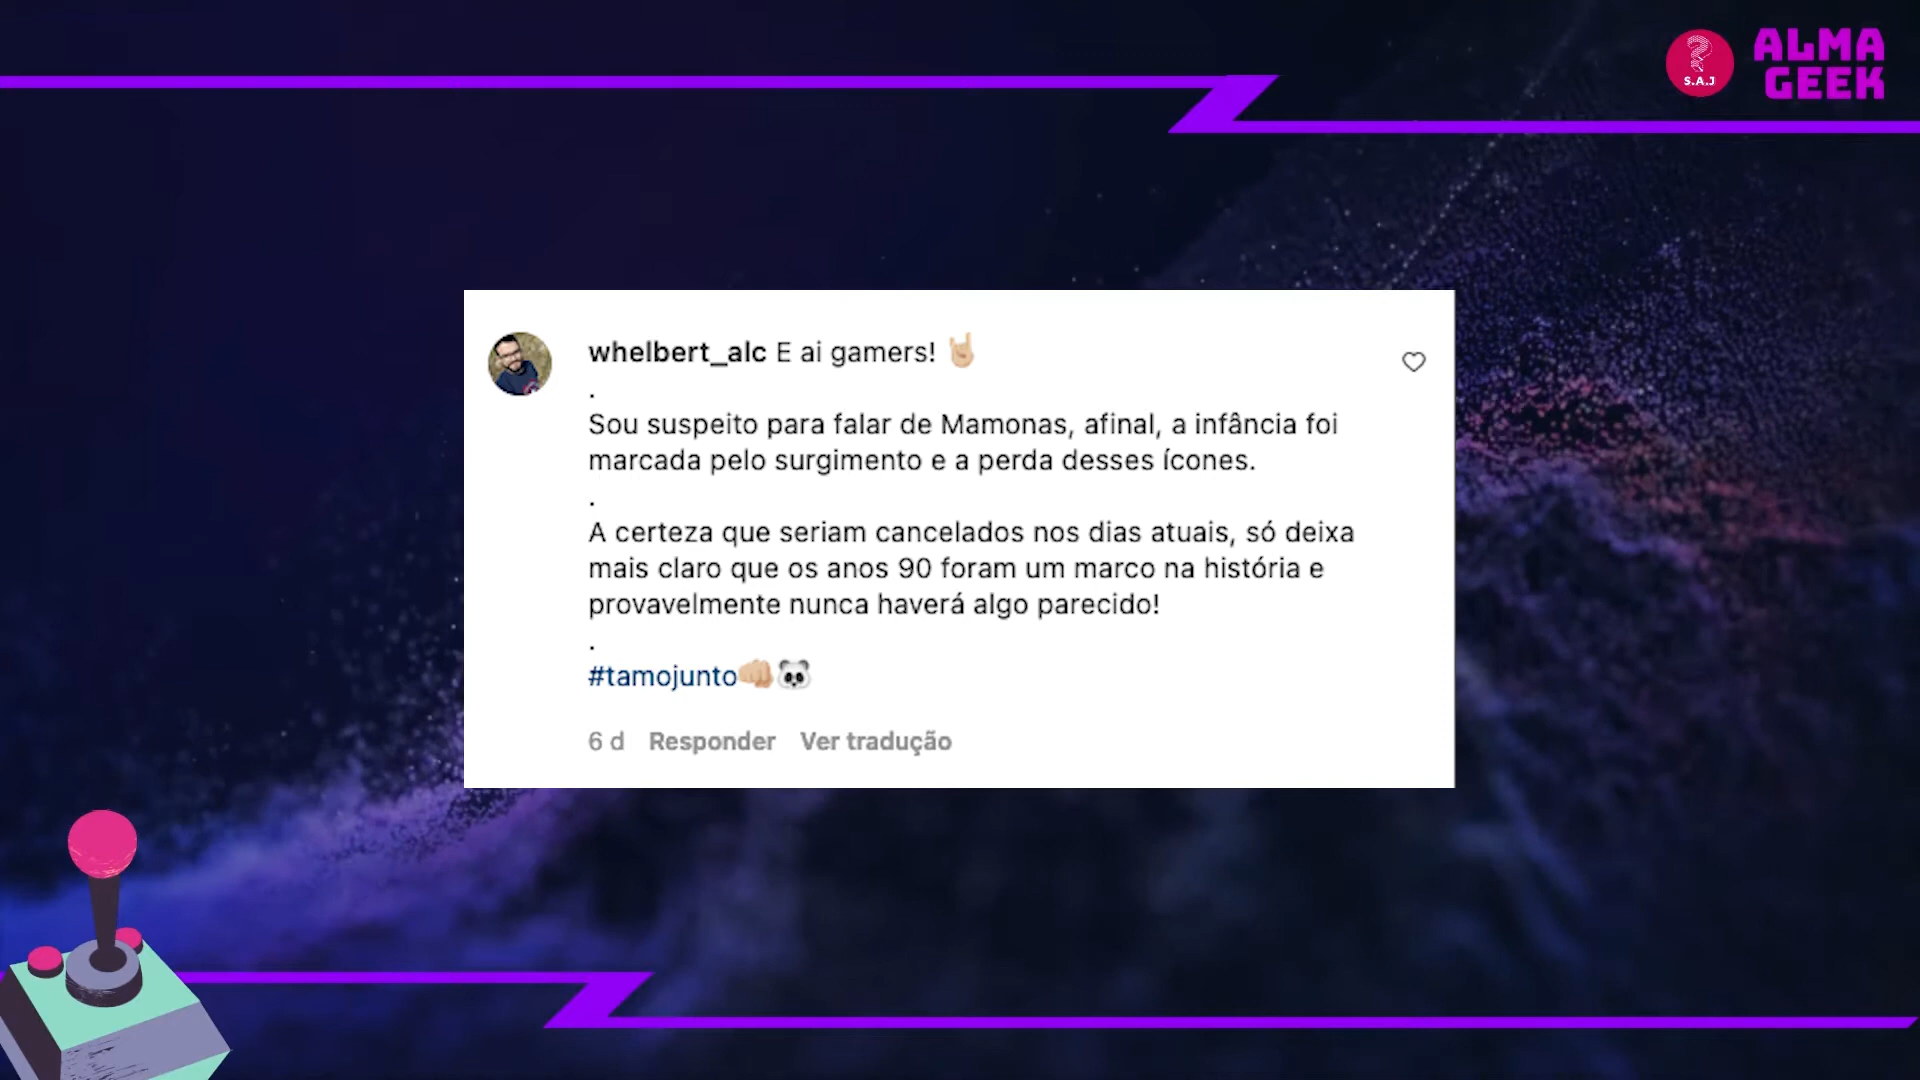 ALMA
GEEK
S.A.J
whelbert_alc E ai gamers! 🤘🏼
.
Sou suspeito para falar de Mamonas, afinal, a infância foi
marcada pelo surgimento e a perda desses ícones.
.
A certeza que seriam cancelados nos dias atuais, só deixa
mais claro que os anos 90 foram um marco na história e
provavelmente nunca haverá algo parecido!
.
#tamojunto👊🏼🐼
6 d Responder Ver tradução